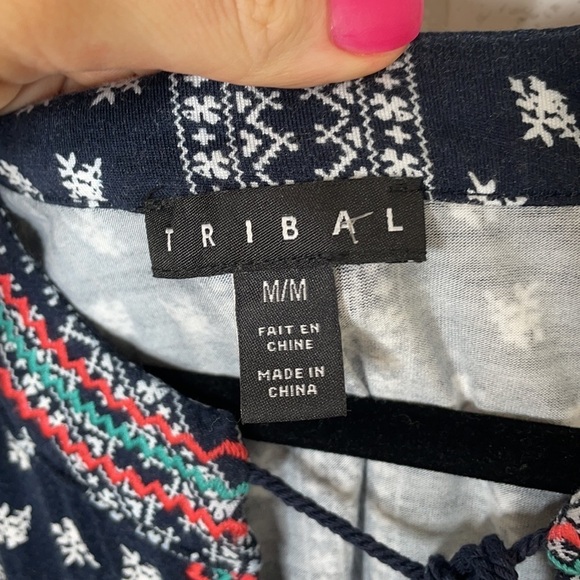 TRIBAL
M/M
FAIT EN
CHINE
MADE IN
CHINA